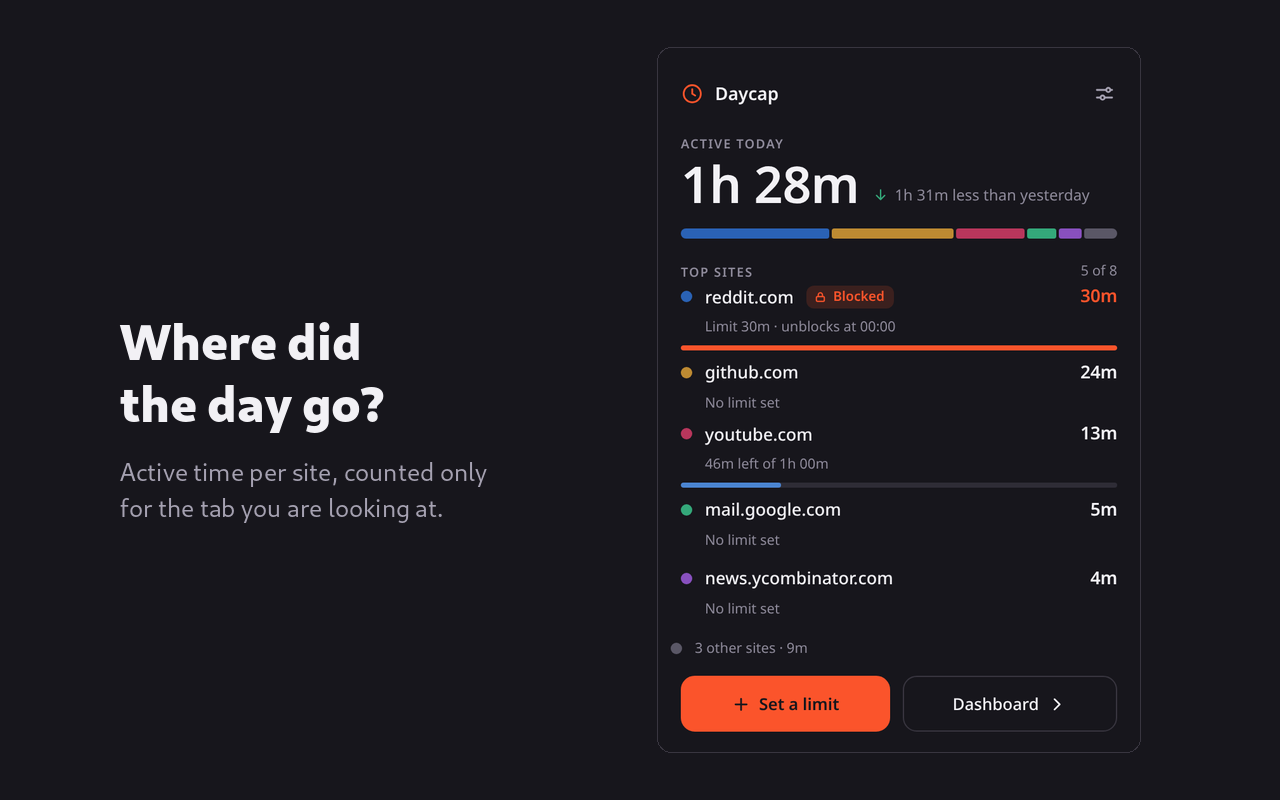 Where did
the day go?
Active time per site, counted only
for the tab you are looking at.
Daycap
ACTIVE TODAY
1h 28m
1h 31m less than yesterday
TOP SITES
5 of 8
reddit.com
Blocked
30m
Limit 30m · unblocks at 00:00
github.com
24m
No limit set
youtube.com
13m
46m left of 1h 00m
mail.google.com
5m
No limit set
news.ycombinator.com
4m
No limit set
3 other sites · 9m
Set a limit
Dashboard